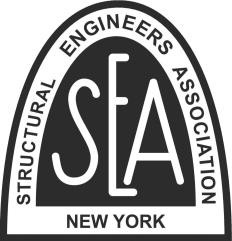 STRUCTURAL ENGINEERS ASSOCIATION
SEA
NEW YORK